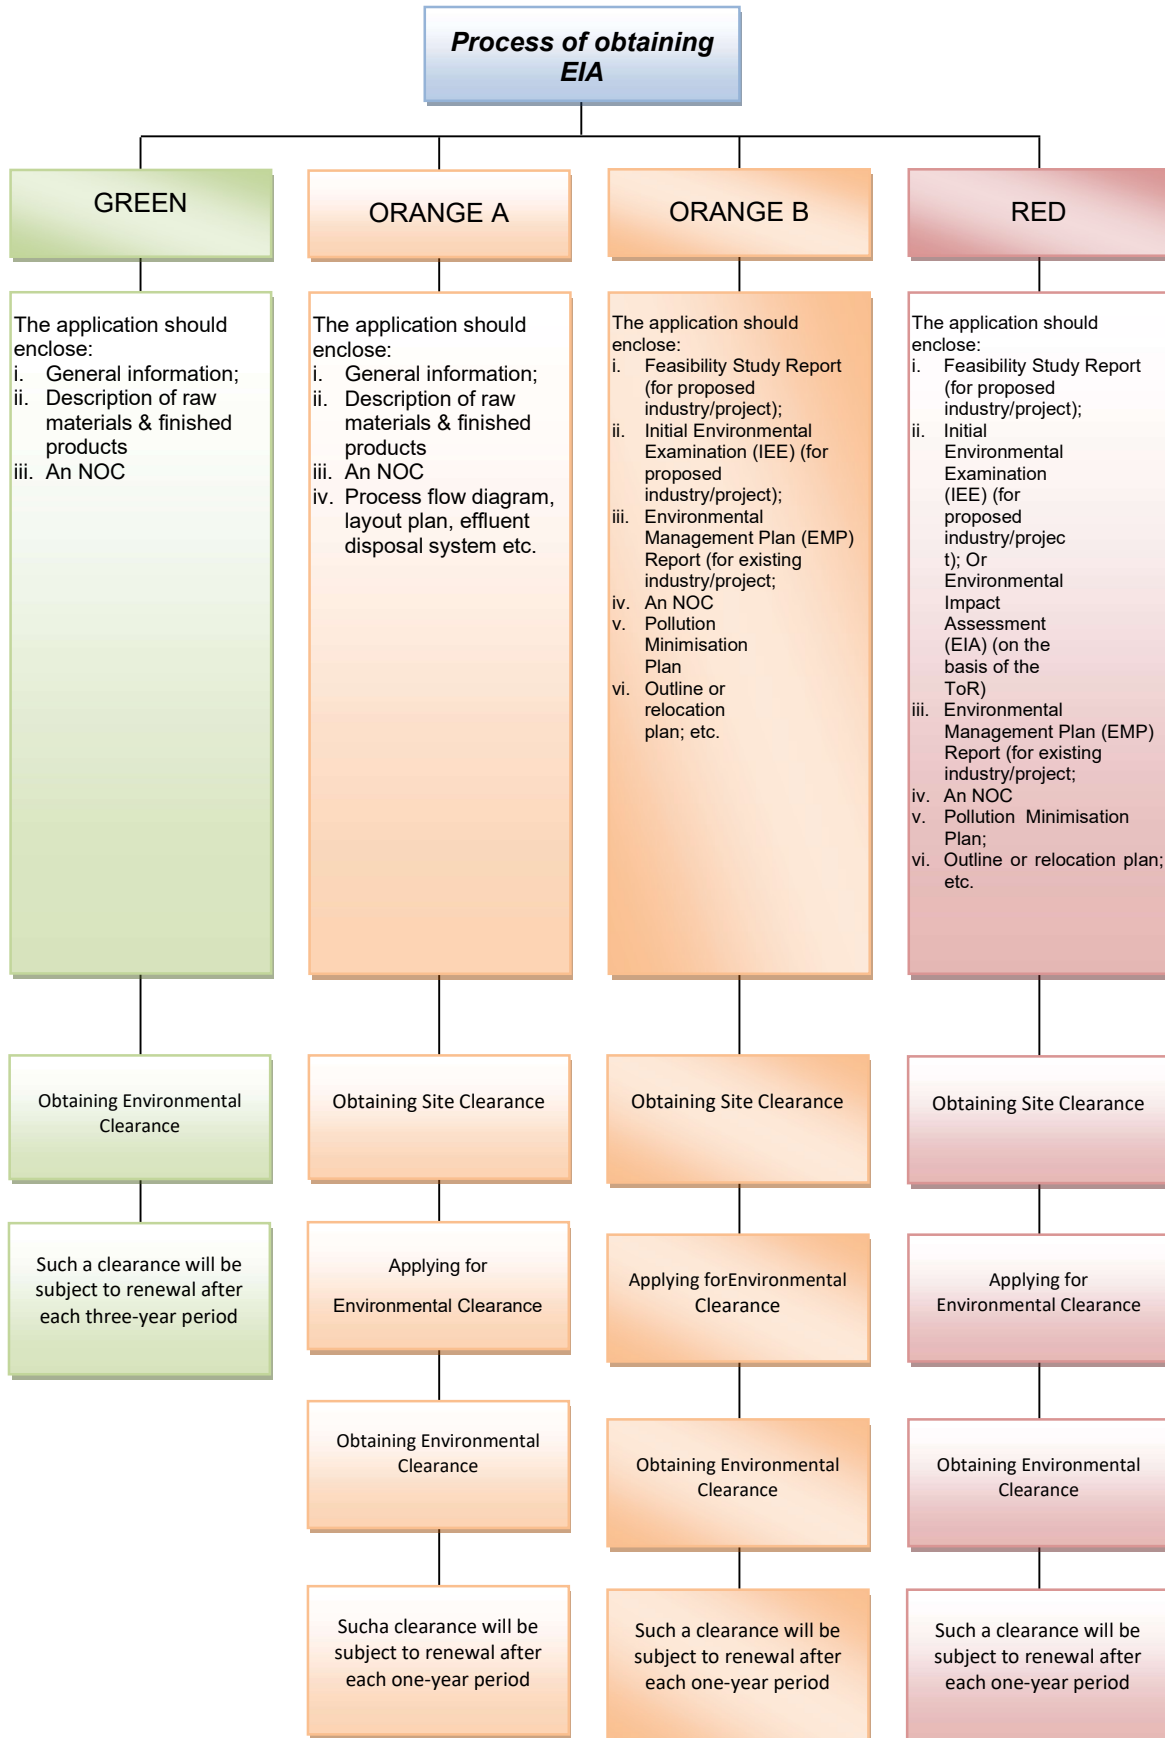 Process of obtaining
EIA
GREEN
The application should
enclose:
i. General information;
ii. Description of raw
materials & finished
products
iii. An NOC
Obtaining Environmental
Clearance
Such a clearance will be
subject to renewal after
each three-year period
ORANGE A
The application should
enclose:
i. General information;
ii. Description of raw
materials & finished
products
iii. An NOC
iv. Process flow diagram,
layout plan, effluent
disposal system etc.
Obtaining Site Clearance
Applying for
Environmental Clearance
Obtaining Environmental
Clearance
Sucha clearance will be
subject to renewal after
each one-year period
ORANGE B
The application should
enclose:
i. Feasibility Study Report
(for proposed
industry/project);
ii. Initial Environmental
Examination (IEE) (for
proposed
industry/project);
iii. Environmental
Management Plan (EMP)
Report (for existing
industry/project;
iv. An NOC
v. Pollution
Minimisation
Plan
vi. Outline or
relocation
plan; etc.
Obtaining Site Clearance
Applying forEnvironmental
Clearance
Obtaining Environmental
Clearance
Such a clearance will be
subject to renewal after
each one-year period
RED
The application should
enclose:
i. Feasibility Study Report
(for proposed
industry/project);
ii. Initial
Environmental
Examination
(IEE) (for
proposed
industry/projec
t); Or
Environmental
Impact
Assessment
(EIA) (on the
basis of the
ToR)
iii. Environmental
Management Plan (EMP)
Report (for existing
industry/project;
iv. An NOC
v. Pollution Minimisation
Plan;
vi. Outline or relocation plan;
etc.
Obtaining Site Clearance
Applying for
Environmental Clearance
Obtaining Environmental
Clearance
Such a clearance will be
subject to renewal after
each one-year period